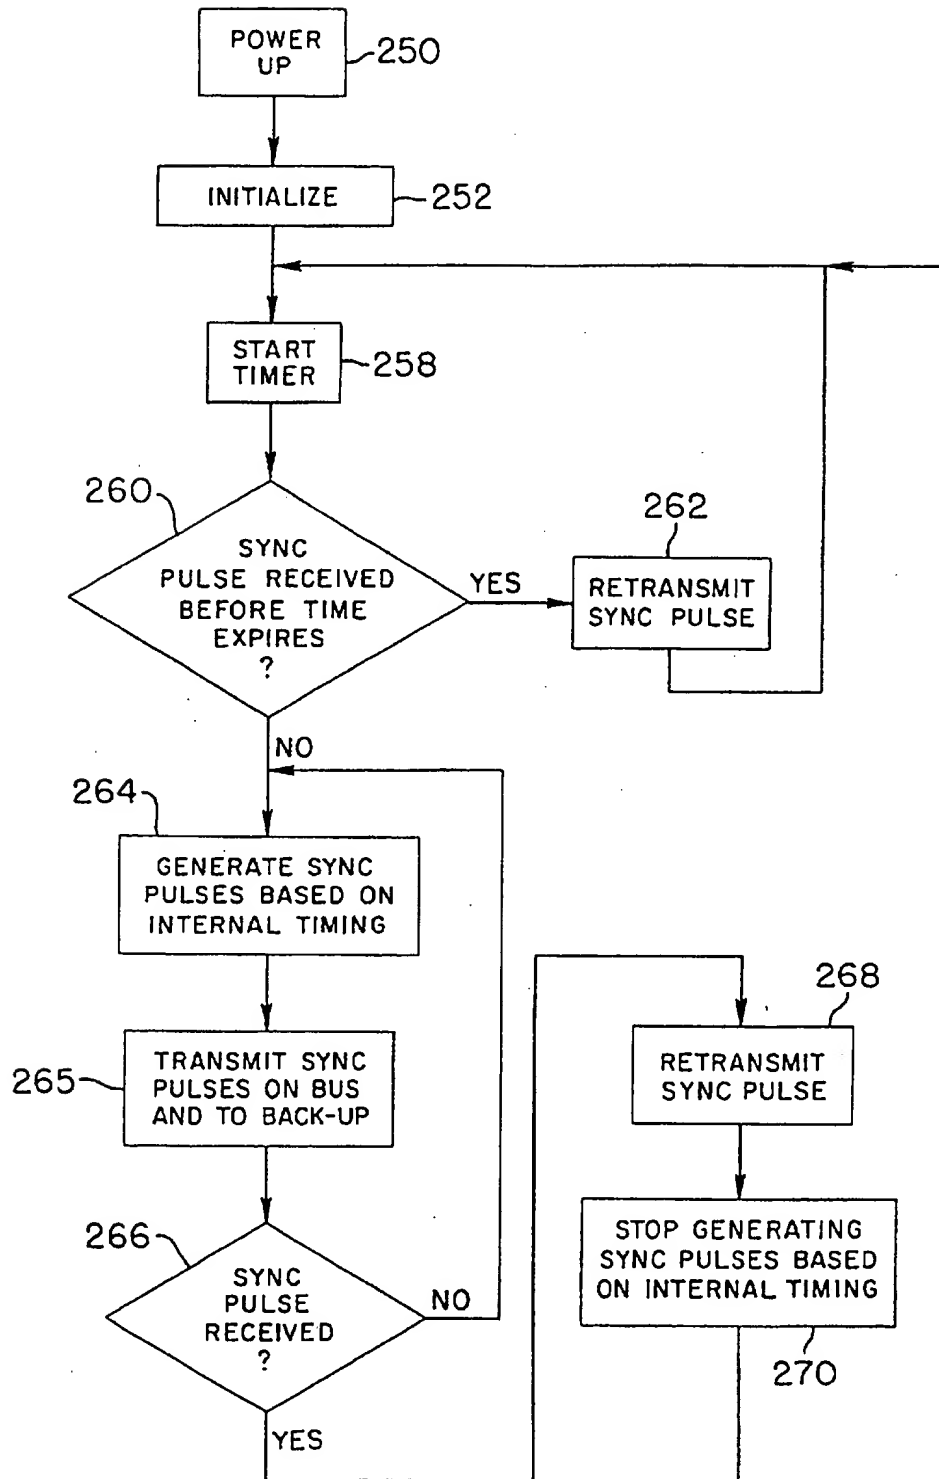 POWER
UP
250
INITIALIZE
252
START
TIMER
258
260
SYNC
PULSE RECEIVED
BEFORE TIME
EXPIRES
?
YES
262
RETRANSMIT
SYNC PULSE
NO
264
GENERATE SYNC
PULSES BASED ON
INTERNAL TIMING
265
TRANSMIT SYNC
PULSES ON BUS
AND TO BACK-UP
266
SYNC
PULSE
RECEIVED
?
NO
YES
268
RETRANSMIT
SYNC PULSE
STOP GENERATING
SYNC PULSES BASED
ON INTERNAL TIMING
270